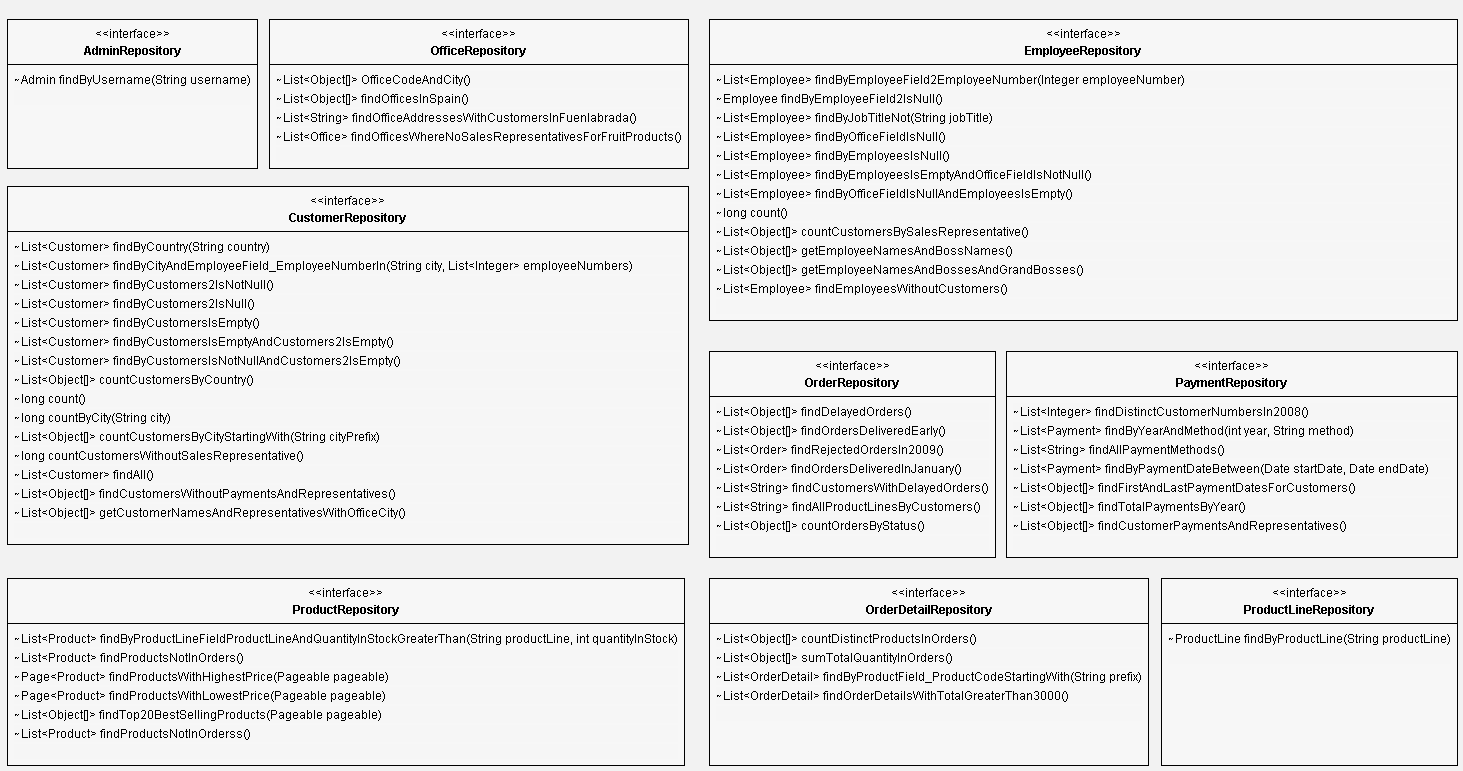 <<interface>>
AdminRepository
~Admin findByUsername(String username)
<<interface>>
OfficeRepository
~List<Object[]> OfficeCodeAndCity()
~List<Object[]> findOfficesInSpain()
~List<String> findOfficeAddressesWithCustomersInFuenlabrada()
~List<Office> findOfficesWhereNoSalesRepresentativesForFruitProducts()
<<interface>>
EmployeeRepository
~List<Employee> findByEmployeeField2EmployeeNumber(Integer employeeNumber)
~Employee findByEmployeeField2IsNull()
~List<Employee> findByJobTitleNot(String jobTitle)
~List<Employee> findByOfficeFieldIsNull()
~List<Employee> findByEmployeesIsNull()
~List<Employee> findByEmployeesIsEmptyAndOfficeFieldIsNotNull()
~List<Employee> findByOfficeFieldIsNullAndEmployeesIsEmpty()
~long count()
~List<Object[]> countCustomersBySalesRepresentative()
~List<Object[]> getEmployeeNamesAndBossNames()
~List<Object[]> getEmployeeNamesAndBossesAndGrandBosses()
~List<Employee> findEmployeesWithoutCustomers()
<<interface>>
CustomerRepository
~List<Customer> findByCountry(String country)
~List<Customer> findByCityAndEmployeeField_EmployeeNumberIn(String city, List<Integer> employeeNumbers)
~List<Customer> findByCustomers2IsNotNull()
~List<Customer> findByCustomers2IsNull()
~List<Customer> findByCustomersIsEmpty()
~List<Customer> findByCustomersIsEmptyAndCustomers2IsEmpty()
~List<Customer> findByCustomersIsNotNullAndCustomers2IsEmpty()
~List<Object[]> countCustomersByCountry()
~long count()
~long countByCity(String city)
~List<Object[]> countCustomersByCityStartingWith(String cityPrefix)
~long countCustomersWithoutSalesRepresentative()
~List<Customer> findAll()
~List<Object[]> findCustomersWithoutPaymentsAndRepresentatives()
~List<Object[]> getCustomerNamesAndRepresentativesWithOfficeCity()
<<interface>>
OrderRepository
~List<Object[]> findDelayedOrders()
~List<Object[]> findOrdersDeliveredEarly()
~List<Order> findRejectedOrdersIn2009()
~List<Order> findOrdersDeliveredInJanuary()
~List<String> findCustomersWithDelayedOrders()
~List<String> findAllProductLinesByCustomers()
~List<Object[]> countOrdersByStatus()
<<interface>>
PaymentRepository
~List<Integer> findDistinctCustomerNumbersIn2008()
~List<Payment> findByYearAndMethod(int year, String method)
~List<String> findAllPaymentMethods()
~List<Payment> findByPaymentDateBetween(Date startDate, Date endDate)
~List<Object[]> findFirstAndLastPaymentDatesForCustomers()
~List<Object[]> findTotalPaymentsByYear()
~List<Object[]> findCustomerPaymentsAndRepresentatives()
<<interface>>
ProductRepository
~List<Product> findByProductLineFieldProductLineAndQuantityInStockGreaterThan(String productLine, int quantityInStock)
~List<Product> findProductsNotInOrders()
~Page<Product> findProductsWithHighestPrice(Pageable pageable)
~Page<Product> findProductsWithLowestPrice(Pageable pageable)
~List<Object[]> findTop20BestSellingProducts(Pageable pageable)
~List<Product> findProductsNotInOrderss()
<<interface>>
OrderDetailRepository
~List<Object[]> countDistinctProductsInOrders()
~List<Object[]> sumTotalQuantityInOrders()
~List<OrderDetail> findByProductField_ProductCodeStartingWith(String prefix)
~List<OrderDetail> findOrderDetailsWithTotalGreaterThan3000()
<<interface>>
ProductLineRepository
~ProductLine findByProductLine(String productLine)